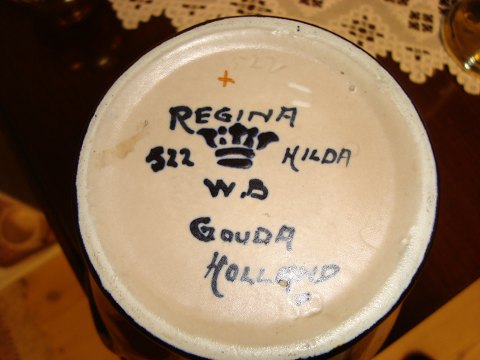 REGINA
522 HILDA
W.B
GOUDA
HOLLAND